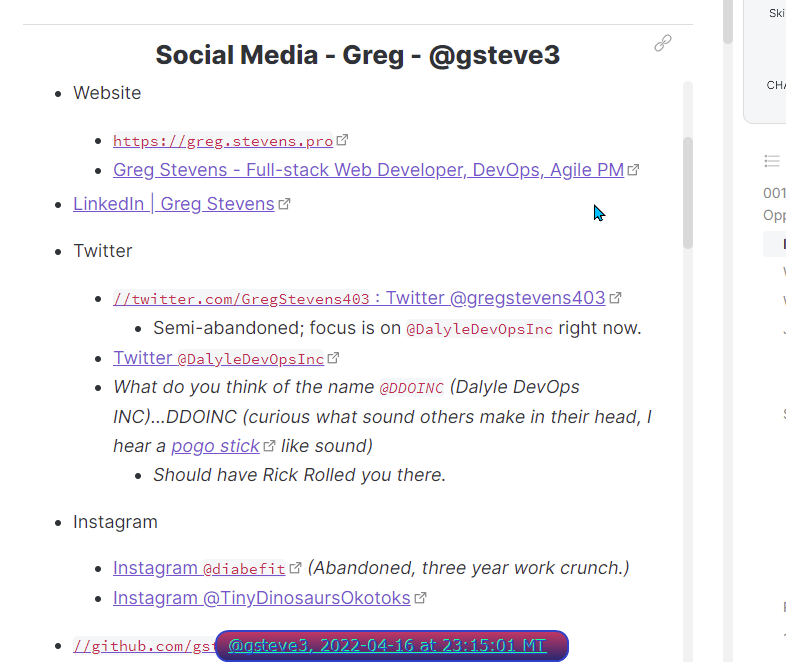 Ski
Social Media - Greg - @gsteve3
Website
CHA
https://greg.stevens.pro
Greg Stevens - Full-stack Web Developer, DevOps, Agile PM
LinkedIn | Greg Stevens
001
Opp
Twitter
//twitter.com/GregStevens403 : Twitter @gregstevens403
Semi-abandoned; focus is on @DalyleDevOpsInc right now.
Twitter @DalyleDevOpsInc
What do you think of the name @DDOINC (Dalyle DevOps
INC)...DDOINC (curious what sound others make in their head, I
hear a pogo stick like sound)
Should have Rick Rolled you there.
Instagram
Instagram @diabefit (Abandoned, three year work crunch.)
Instagram @TinyDinosaursOkotoks
//github.com/gst
@gsteve3, 2022-04-16 at 23:15:01 MT